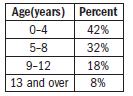 Age(years) Percent
0–4 42%
5–8 32%
9–12 18%
13 and over 8%